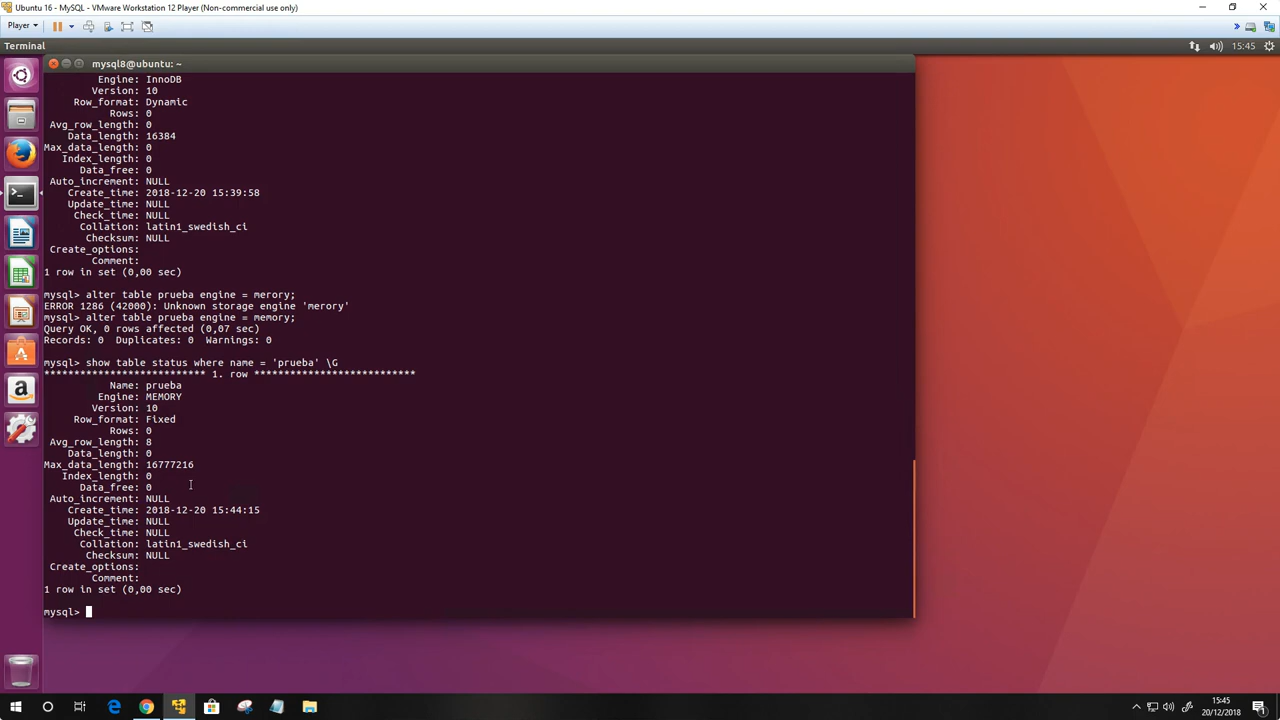 Ubuntu 16 - MySQL - VMware Workstation 12 Player (Non-commercial use only)
Player
Terminal
15:45
mysql8@ubuntu: ~
Engine: InnoDB
Version: 10
Row_format: Dynamic
Rows: 0
Avg_row_length: 0
Data_length: 16384
Max_data_length: 0
Index_length: 0
Data_free: 0
Auto_increment: NULL
Create_time: 2018-12-20 15:39:58
Update_time: NULL
Check_time: NULL
Collation: latin1_swedish_ci
Checksum: NULL
Create_options:
Comment:
1 row in set (0,00 sec)
mysql> alter table prueba engine = merory;
ERROR 1286 (42000): Unknown storage engine 'merory'
mysql> alter table prueba engine = memory;
Query OK, 0 rows affected (0,07 sec)
Records: 0  Duplicates: 0  Warnings: 0
mysql> show table status where name = 'prueba' \G
*************************** 1. row ***************************
Name: prueba
Engine: MEMORY
Version: 10
Row_format: Fixed
Rows: 0
Avg_row_length: 8
Data_length: 0
Max_data_length: 16777216
Index_length: 0
Data_free: 0
Auto_increment: NULL
Create_time: 2018-12-20 15:44:15
Update_time: NULL
Check_time: NULL
Collation: latin1_swedish_ci
Checksum: NULL
Create_options:
Comment:
1 row in set (0,00 sec)
mysql>
15:45
20/12/2018